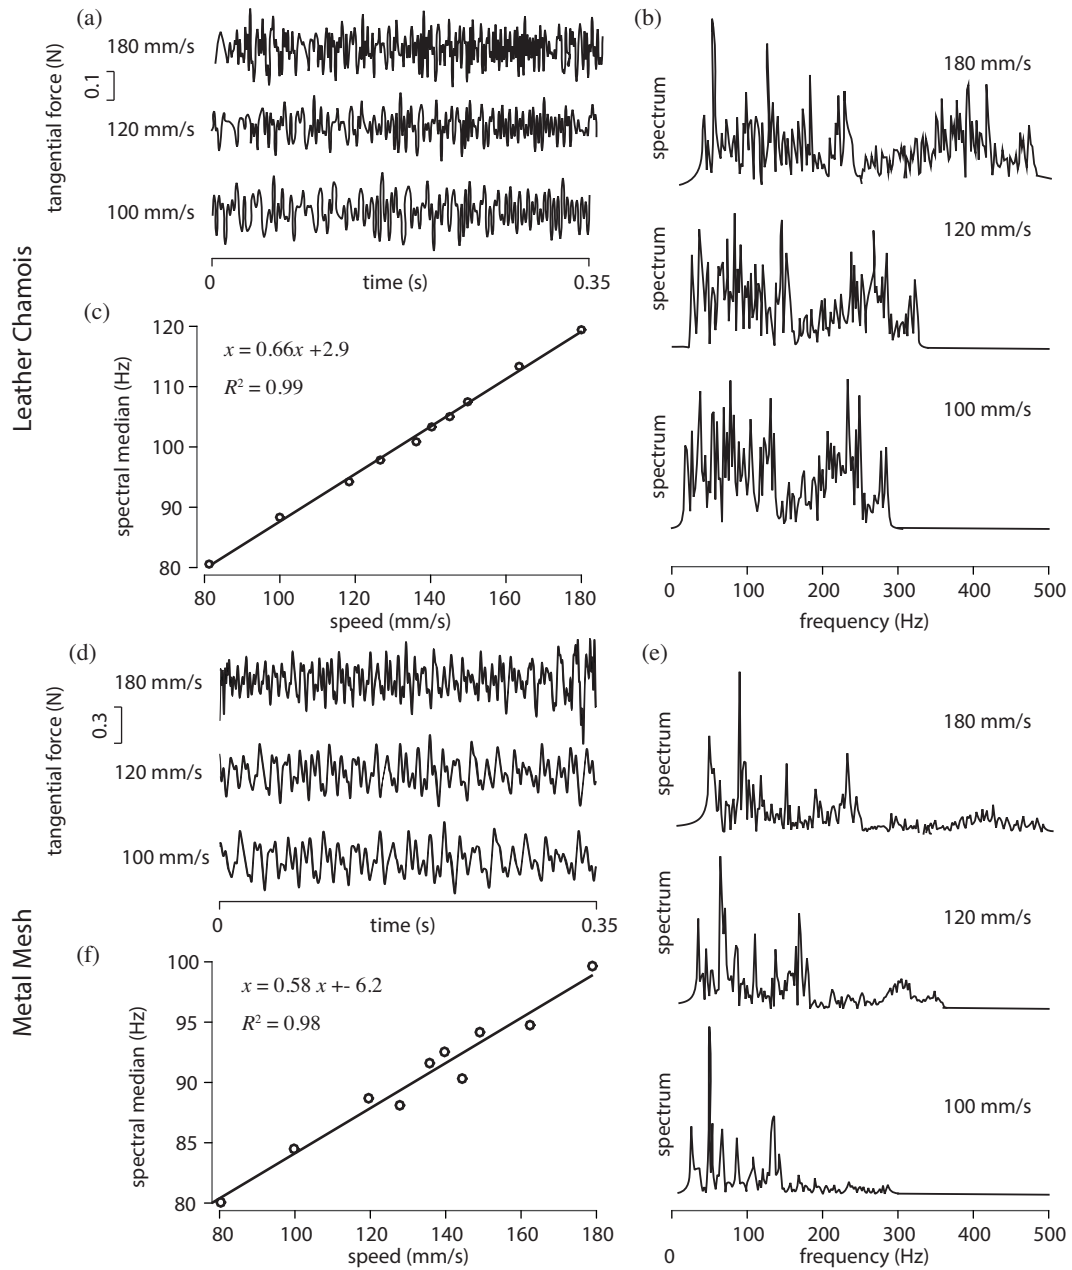 Leather Chamois
(a)
tangential force (N)
0.1
180 mm/s
120 mm/s
100 mm/s
0
time (s)
0.35
(b)
spectrum
180 mm/s
spectrum
120 mm/s
spectrum
100 mm/s
0
100
200
300
400
500
frequency (Hz)
(c)
spectral median (Hz)
120
110
100
90
80
x = 0.66x +2.9
R² = 0.99
80
100
120
140
160
180
speed (mm/s)
Metal Mesh
(d)
tangential force (N)
0.3
180 mm/s
120 mm/s
100 mm/s
0
time (s)
0.35
(e)
spectrum
180 mm/s
spectrum
120 mm/s
spectrum
100 mm/s
0
100
200
300
400
500
frequency (Hz)
(f)
spectral median (Hz)
100
95
90
85
80
x = 0.58 x +- 6.2
R² = 0.98
80
100
120
140
160
180
speed (mm/s)